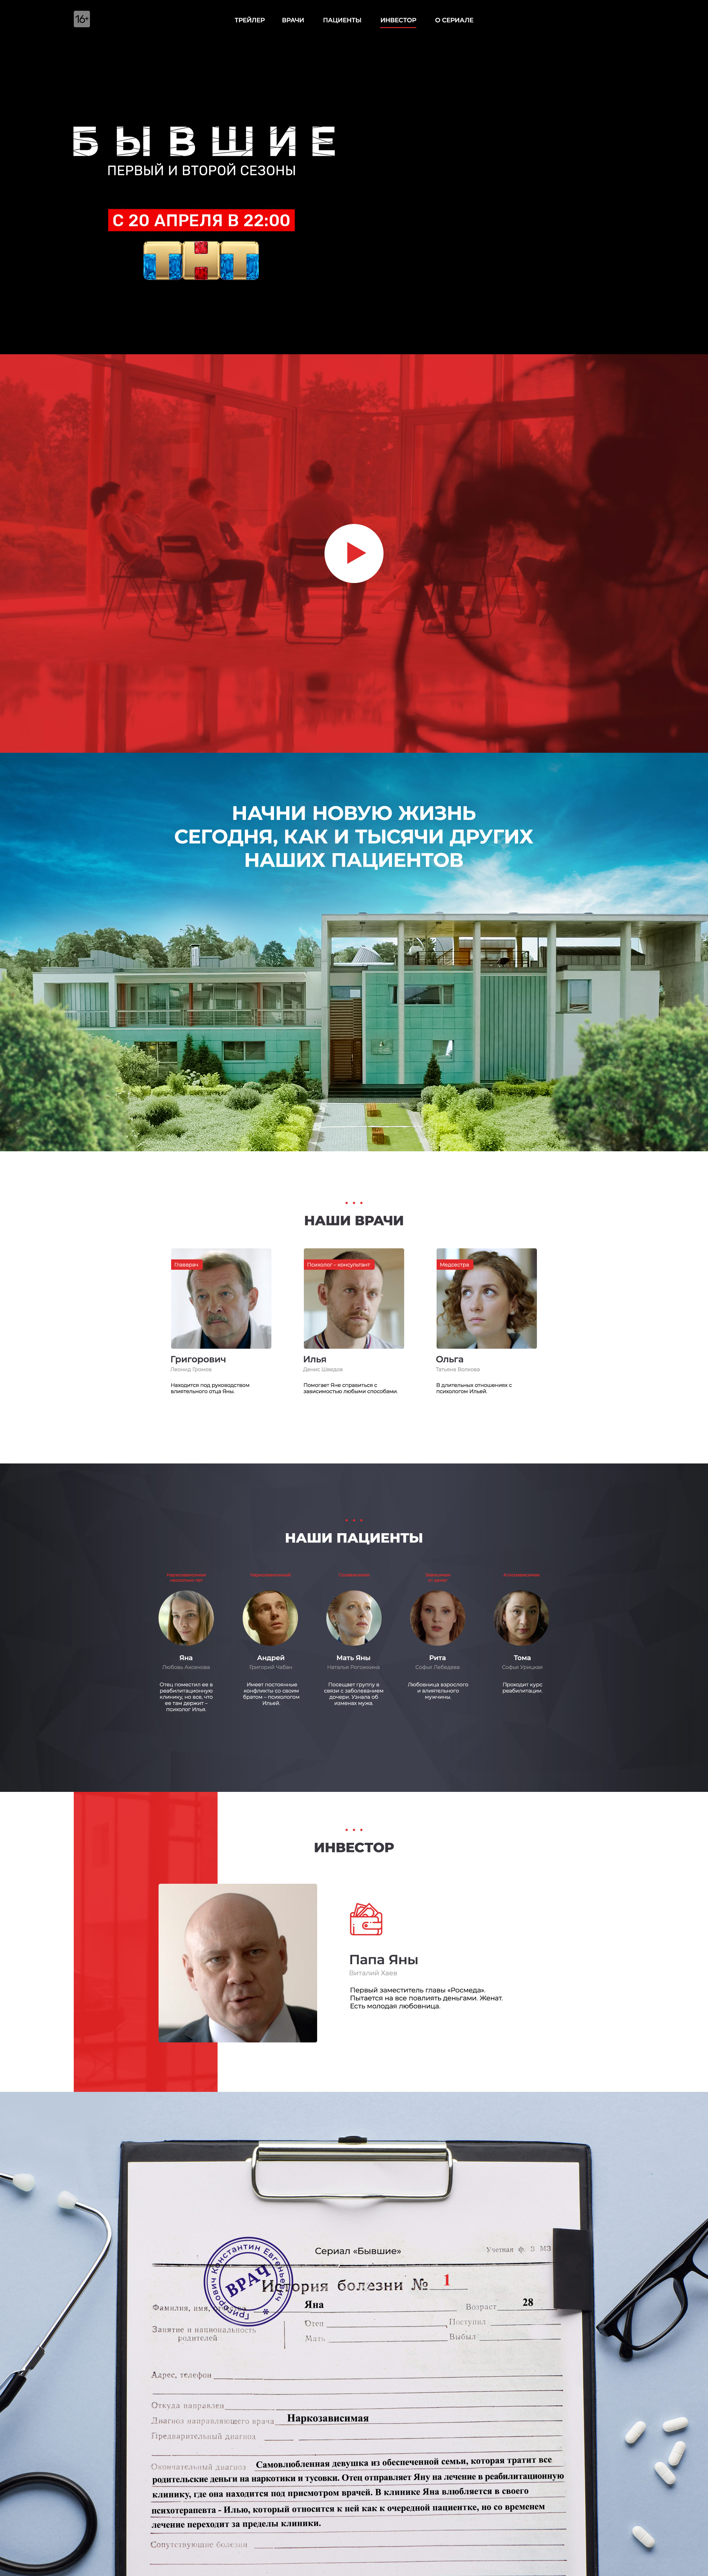 16+
ТРЕЙЛЕР ВРАЧИ ПАЦИЕНТЫ ИНВЕСТОР О СЕРИАЛЕ
БЫВШИЕ
ПЕРВЫЙ И ВТОРОЙ СЕЗОНЫ
С 20 АПРЕЛЯ В 22:00
ТНТ
НАЧНИ НОВУЮ ЖИЗНЬ
СЕГОДНЯ, КАК И ТЫСЯЧИ ДРУГИХ
НАШИХ ПАЦИЕНТОВ
НАШИ ВРАЧИ
Главврач
Григорович
Леонид Громов
Находится под руководством
влиятельного отца Яны.
Психолог – консультант
Илья
Денис Шведов
Помогает Яне справиться с
зависимостью любыми способами.
Медсестра
Ольга
Татьяна Волкова
В длительных отношениях с
психологом Ильей.
НАШИ ПАЦИЕНТЫ
Яна
Любовь Аксенова
Отец поместил ее в
реабилитационную
клинику, но все, что
ее там держит –
психолог Илья.
Андрей
Григорий Чабан
Имеет постоянные
конфликты со своим
братом – психологом
Ильей.
Мать Яны
Наталья Рогожкина
Посещает группу в
связи с заболеванием
дочери. Узнала об
изменах мужа.
Рита
Софья Лебедева
Любовница взрослого
и влиятельного
мужчины.
Тома
Софья Урицкая
Проходит курс
реабилитации.
ИНВЕСТОР
Папа Яны
Виталий Хаев
Первый заместитель главы «Росмеда».
Пытается на все повлиять деньгами. Женат.
Есть молодая любовница.
Сериал «Бывшие»
Учетная ф. МЗ
Григорович Константин Евгеньевич
ВРАЧ
История болезни № 1
Фамилия, имя, Яна Возраст 28
Занятие и национальность
родителей
Отец Поступил
Мать Выбыл
Адрес, телефон
Откуда направлен
Диагноз направляющего врача Наркозависимая
Предварительный диагноз
Окончательный диагноз Самовлюбленная девушка из обеспеченной семьи, которая тратит все
родительские деньги на наркотики и тусовки. Отец отправляет Яну на лечение в реабилитационную
клинику, где она находится под присмотром врачей. В клинике Яна влюбляется в своего
психотерапевта - Илью, который относится к ней как к очередной пациентке, но со временем
лечение переходит за пределы клиники.
Сопутствующие болезни